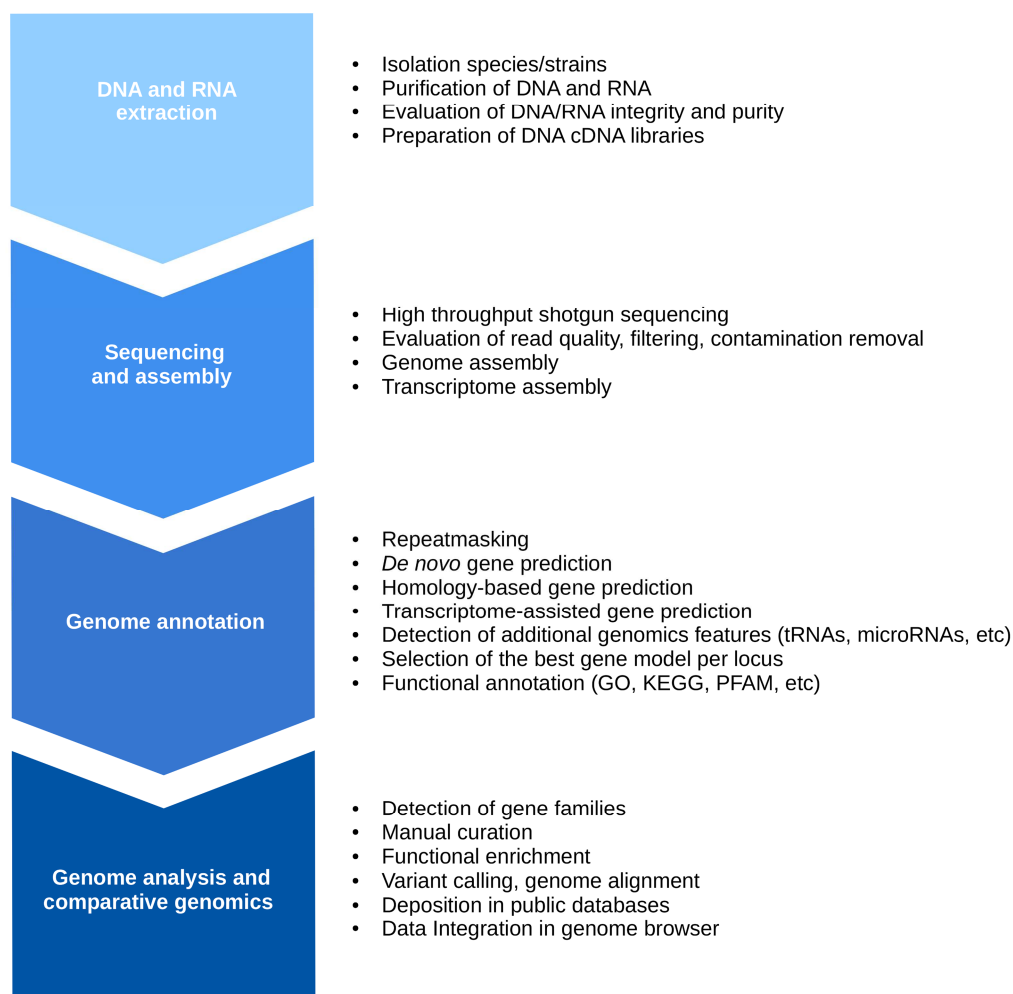 DNA and RNA
extraction
• Isolation species/strains
• Purification of DNA and RNA
• Evaluation of DNA/RNA integrity and purity
• Preparation of DNA cDNA libraries
Sequencing
and assembly
• High throughput shotgun sequencing
• Evaluation of read quality, filtering, contamination removal
• Genome assembly
• Transcriptome assembly
Genome annotation
• Repeatmasking
• De novo gene prediction
• Homology-based gene prediction
• Transcriptome-assisted gene prediction
• Detection of additional genomics features (tRNAs, microRNAs, etc)
• Selection of the best gene model per locus
• Functional annotation (GO, KEGG, PFAM, etc)
Genome analysis and
comparative genomics
• Detection of gene families
• Manual curation
• Functional enrichment
• Variant calling, genome alignment
• Deposition in public databases
• Data Integration in genome browser